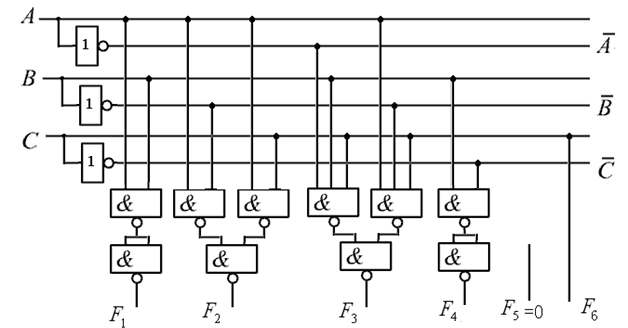 A
1
A̅
B
1
B̅
C
1
C̅
& & & & & &
& & & &
F₁ F₂ F₃ F₄ F₅ =0 F₆